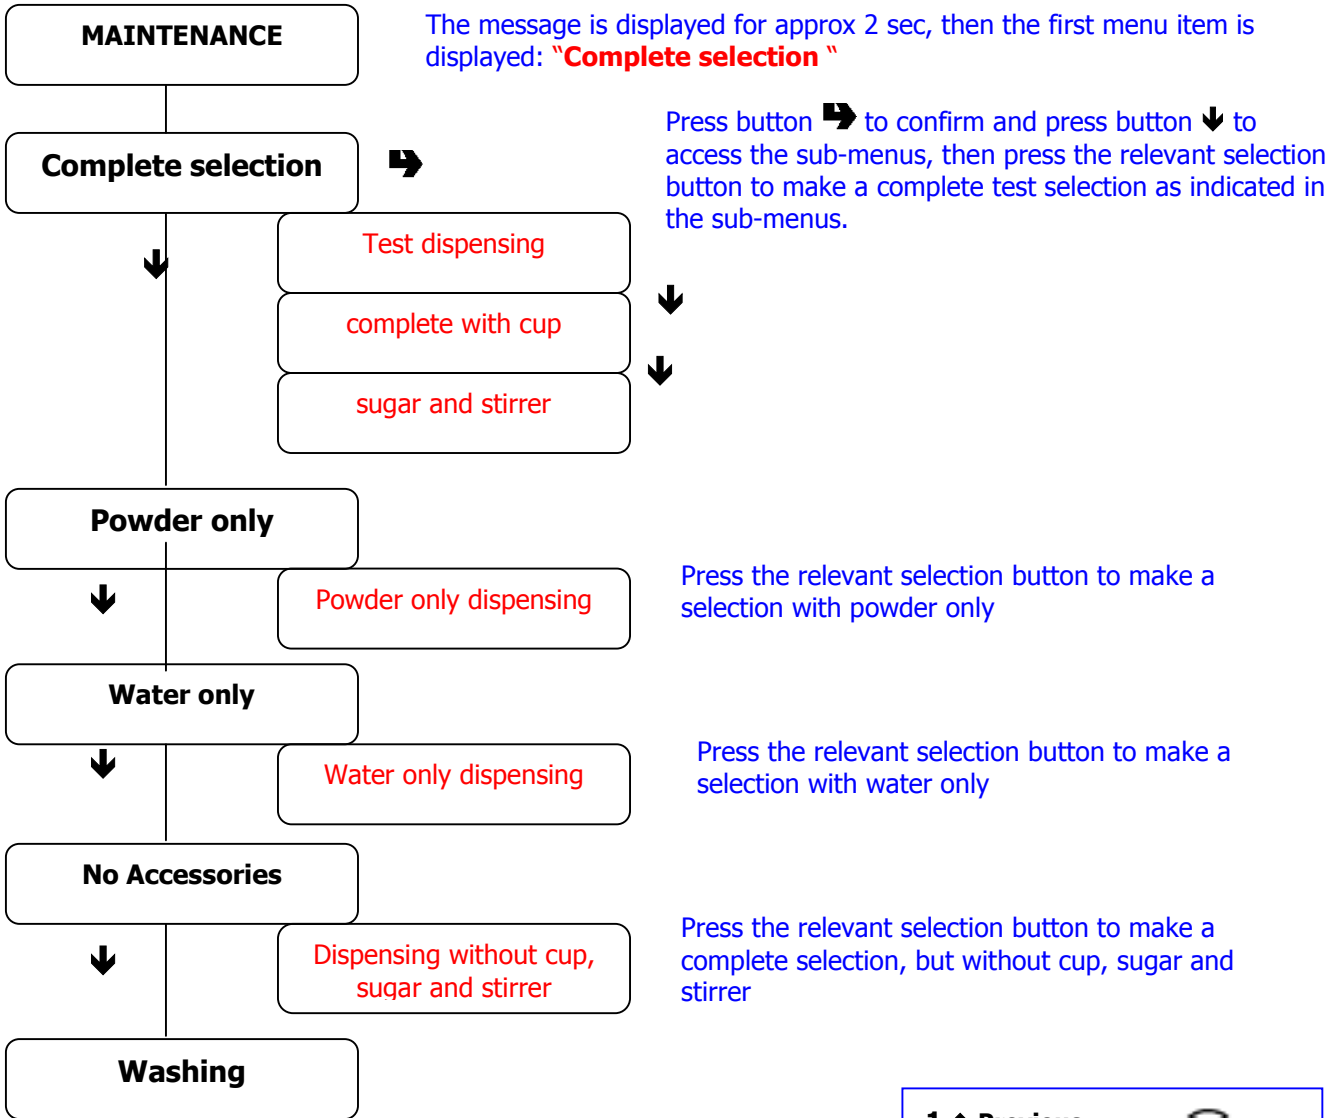 MAINTENANCE
The message is displayed for approx 2 sec, then the first menu item is
displayed: “Complete selection “
Press button to confirm and press button ↓ to
access the sub-menus, then press the relevant selection
button to make a complete test selection as indicated in
the sub-menus.
Complete selection
Test dispensing
complete with cup
sugar and stirrer
Powder only
Powder only dispensing
Press the relevant selection button to make a
selection with powder only
Water only
Water only dispensing
Press the relevant selection button to make a
selection with water only
No Accessories
Dispensing without cup,
sugar and stirrer
Press the relevant selection button to make a
complete selection, but without cup, sugar and
stirrer
Washing
1 Previous